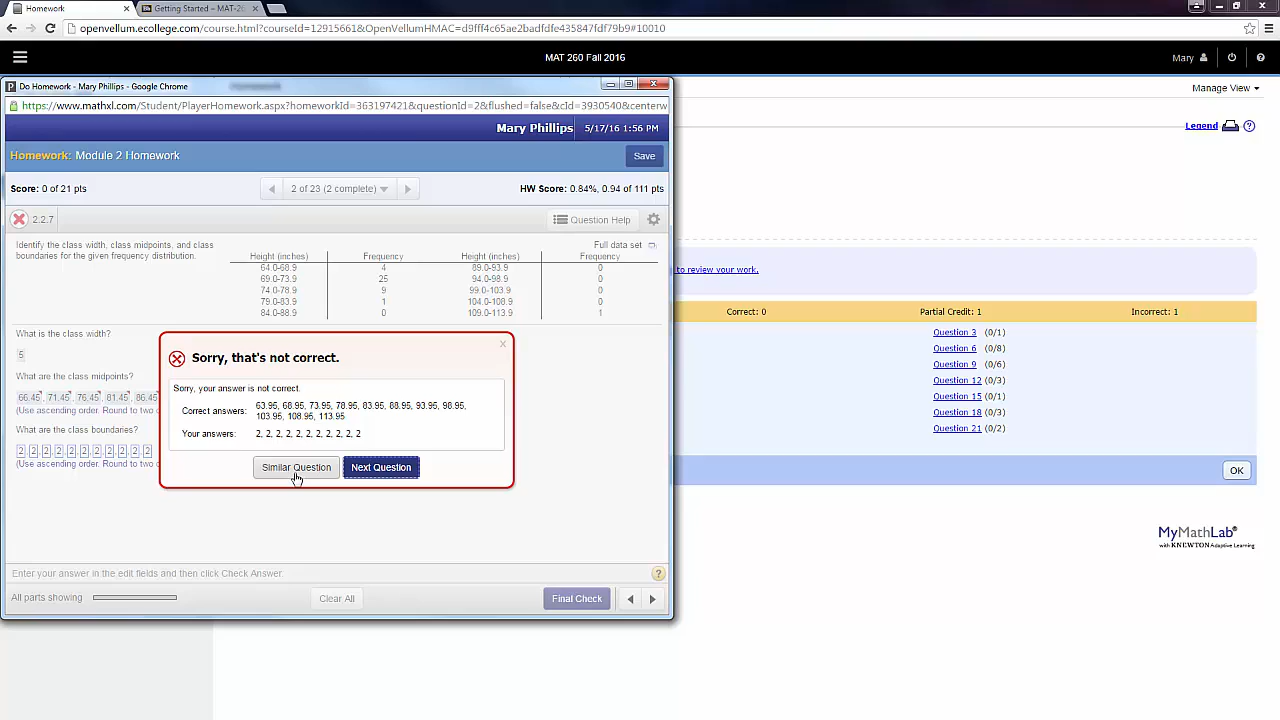 Homework
Getting Started – MAT-2
openvellum.ecollege.com/course.html?courseId=12915661&OpenVellumHMAC=d9fff4c65ae2badfdfe435847fdf79b9#10010
MAT 260 Fall 2016
Mary
Do Homework - Mary Phillips - Google Chrome
https://www.mathxl.com/Student/PlayerHomework.aspx?homeworkId=363197421&questionId=2&flushed=false&cId=3930540&centerw
Manage View
Legend
Mary Phillips 5/17/16 1:56 PM
Homework: Module 2 Homework
Save
Score: 0 of 21 pts
2 of 23 (2 complete)
HW Score: 0.84%, 0.94 of 111 pts
2.2.7
Question Help
Identify the class width, class midpoints, and class
boundaries for the given frequency distribution.
Full data set
Height (inches) Frequency Height (inches) Frequency
64.0-68.9 4 89.0-93.9 0
69.0-73.9 25 94.0-98.9 0
74.0-78.9 9 99.0-103.9 0
79.0-83.9 1 104.0-108.9 0
84.0-88.9 0 109.0-113.9 1
What is the class width?
5
What are the class midpoints?
66.45, 71.45, 76.45, 81.45, 86.45
(Use ascending order. Round to two
What are the class boundaries?
2, 2, 2, 2, 2, 2, 2, 2, 2, 2, 2
(Use ascending order. Round to two
Sorry, that's not correct.
x
Sorry, your answer is not correct.
Correct answers: 63.95, 68.95, 73.95, 78.95, 83.95, 88.95, 93.95, 98.95,
103.95, 108.95, 113.95
Your answers: 2, 2, 2, 2, 2, 2, 2, 2, 2, 2, 2
Similar Question Next Question
Enter your answer in the edit fields and then click Check Answer.
?
All parts showing
Clear All
Final Check
to review your work.
Correct: 0 Partial Credit: 1 Incorrect: 1
Question 3 (0/1)
Question 6 (0/8)
Question 9 (0/6)
Question 12 (0/3)
Question 15 (0/1)
Question 18 (0/3)
Question 21 (0/2)
OK
MyMathLab®
with KNEWTON Adaptive Learning